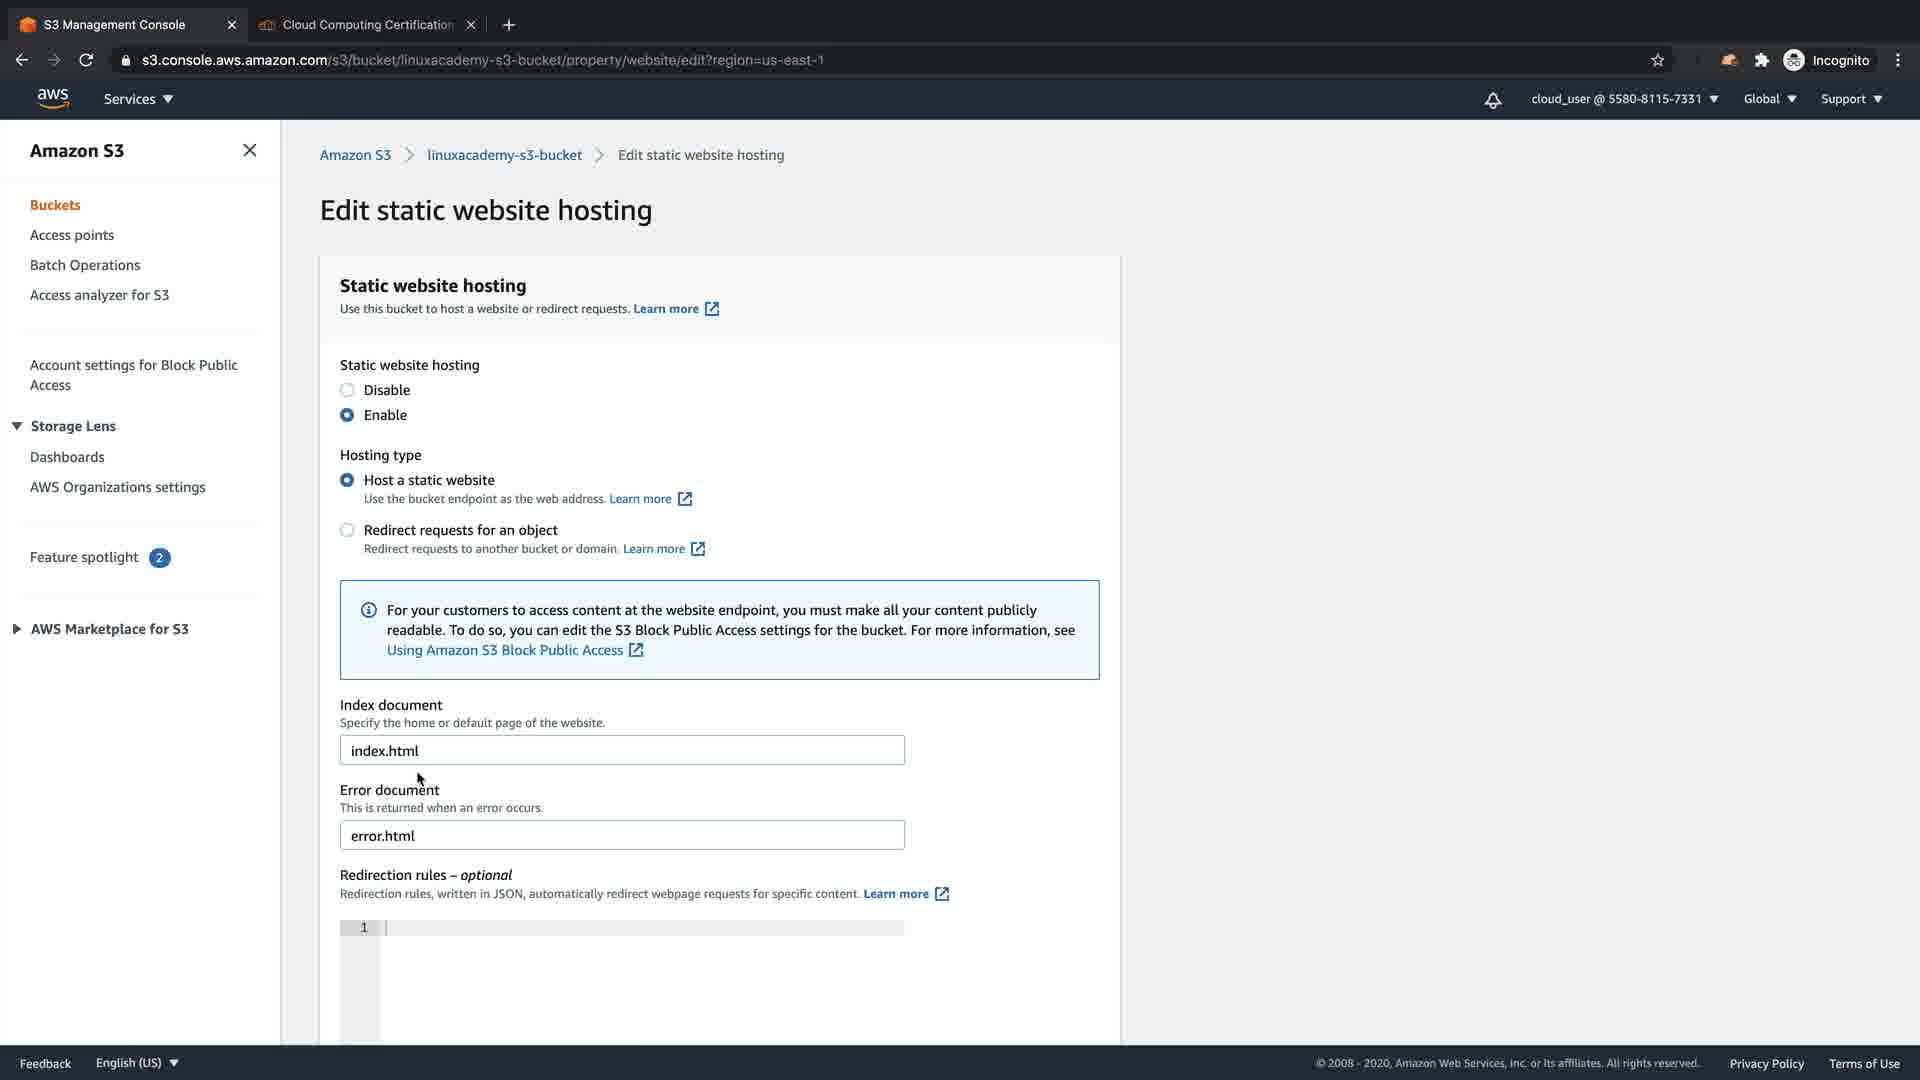 S3 Management Console
Cloud Computing Certification
s3.console.aws.amazon.com/s3/bucket/linuxacademy-s3-bucket/property/website/edit?region=us-east-1
Incognito
aws
Services
cloud_user @ 5580-8115-7331
Global
Support
Amazon S3
Buckets
Access points
Batch Operations
Access analyzer for S3
Account settings for Block Public
Access
Storage Lens
Dashboards
AWS Organizations settings
Feature spotlight 2
AWS Marketplace for S3
Amazon S3
linuxacademy-s3-bucket
Edit static website hosting
Edit static website hosting
Static website hosting
Use this bucket to host a website or redirect requests. Learn more
Static website hosting
Disable
Enable
Hosting type
Host a static website
Use the bucket endpoint as the web address. Learn more
Redirect requests for an object
Redirect requests to another bucket or domain. Learn more
For your customers to access content at the website endpoint, you must make all your content publicly
readable. To do so, you can edit the S3 Block Public Access settings for the bucket. For more information, see
Using Amazon S3 Block Public Access
Index document
Specify the home or default page of the website.
index.html
Error document
This is returned when an error occurs.
error.html
Redirection rules – optional
Redirection rules, written in JSON, automatically redirect webpage requests for specific content. Learn more
1
Feedback
English (US)
© 2008 - 2020, Amazon Web Services, Inc. or its affiliates. All rights reserved.
Privacy Policy
Terms of Use